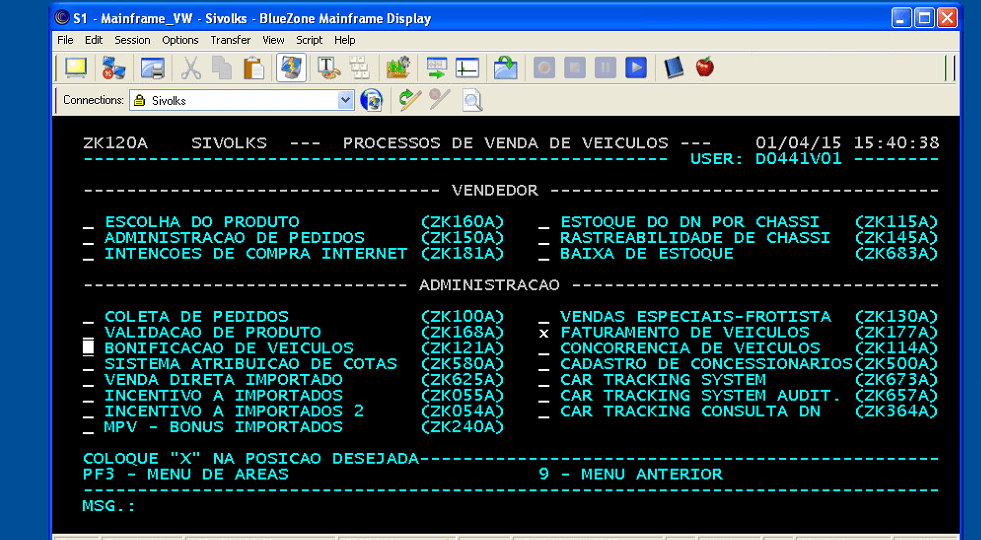 S1 - Mainframe_VW - Sivolks - BlueZone Mainframe Display
File Edit Session Options Transfer View Script Help
Connections: Sivolks
ZK120A SIVOLKS --- PROCESSOS DE VENDA DE VEICULOS --- 01/04/15 15:40:38
------------------------------------------------------ USER: D0441V01 --------
--------------------------------- VENDEDOR ------------------------------------
_ ESCOLHA DO PRODUTO (ZK160A) _ ESTOQUE DO DN POR CHASSI (ZK115A)
_ ADMINISTRACAO DE PEDIDOS (ZK150A) _ RASTREABILIDADE DE CHASSI (ZK145A)
_ INTENCOES DE COMPRA INTERNET (ZK181A) _ BAIXA DE ESTOQUE (ZK683A)
------------------------------ ADMINISTRACAO ----------------------------------
_ COLETA DE PEDIDOS (ZK100A) _ VENDAS ESPECIAIS-FROTISTA (ZK130A)
_ VALIDACAO DE PRODUTO (ZK168A) x FATURAMENTO DE VEICULOS (ZK177A)
_ BONIFICACAO DE VEICULOS (ZK121A) _ CONCORRENCIA DE VEICULOS (ZK114A)
_ SISTEMA ATRIBUICAO DE COTAS (ZK580A) _ CADASTRO DE CONCESSIONARIOS(ZK500A)
_ VENDA DIRETA IMPORTADO (ZK625A) _ CAR TRACKING SYSTEM (ZK673A)
_ INCENTIVO A IMPORTADOS (ZK055A) _ CAR TRACKING SYSTEM AUDIT. (ZK657A)
_ INCENTIVO A IMPORTADOS 2 (ZK054A) _ CAR TRACKING CONSULTA DN (ZK364A)
_ MPV - BONUS IMPORTADOS (ZK240A)
COLOQUE "X" NA POSICAO DESEJADA------------------------------------------------
PF3 - MENU DE AREAS 9 - MENU ANTERIOR
-------------------------------------------------------------------------------
MSG.: